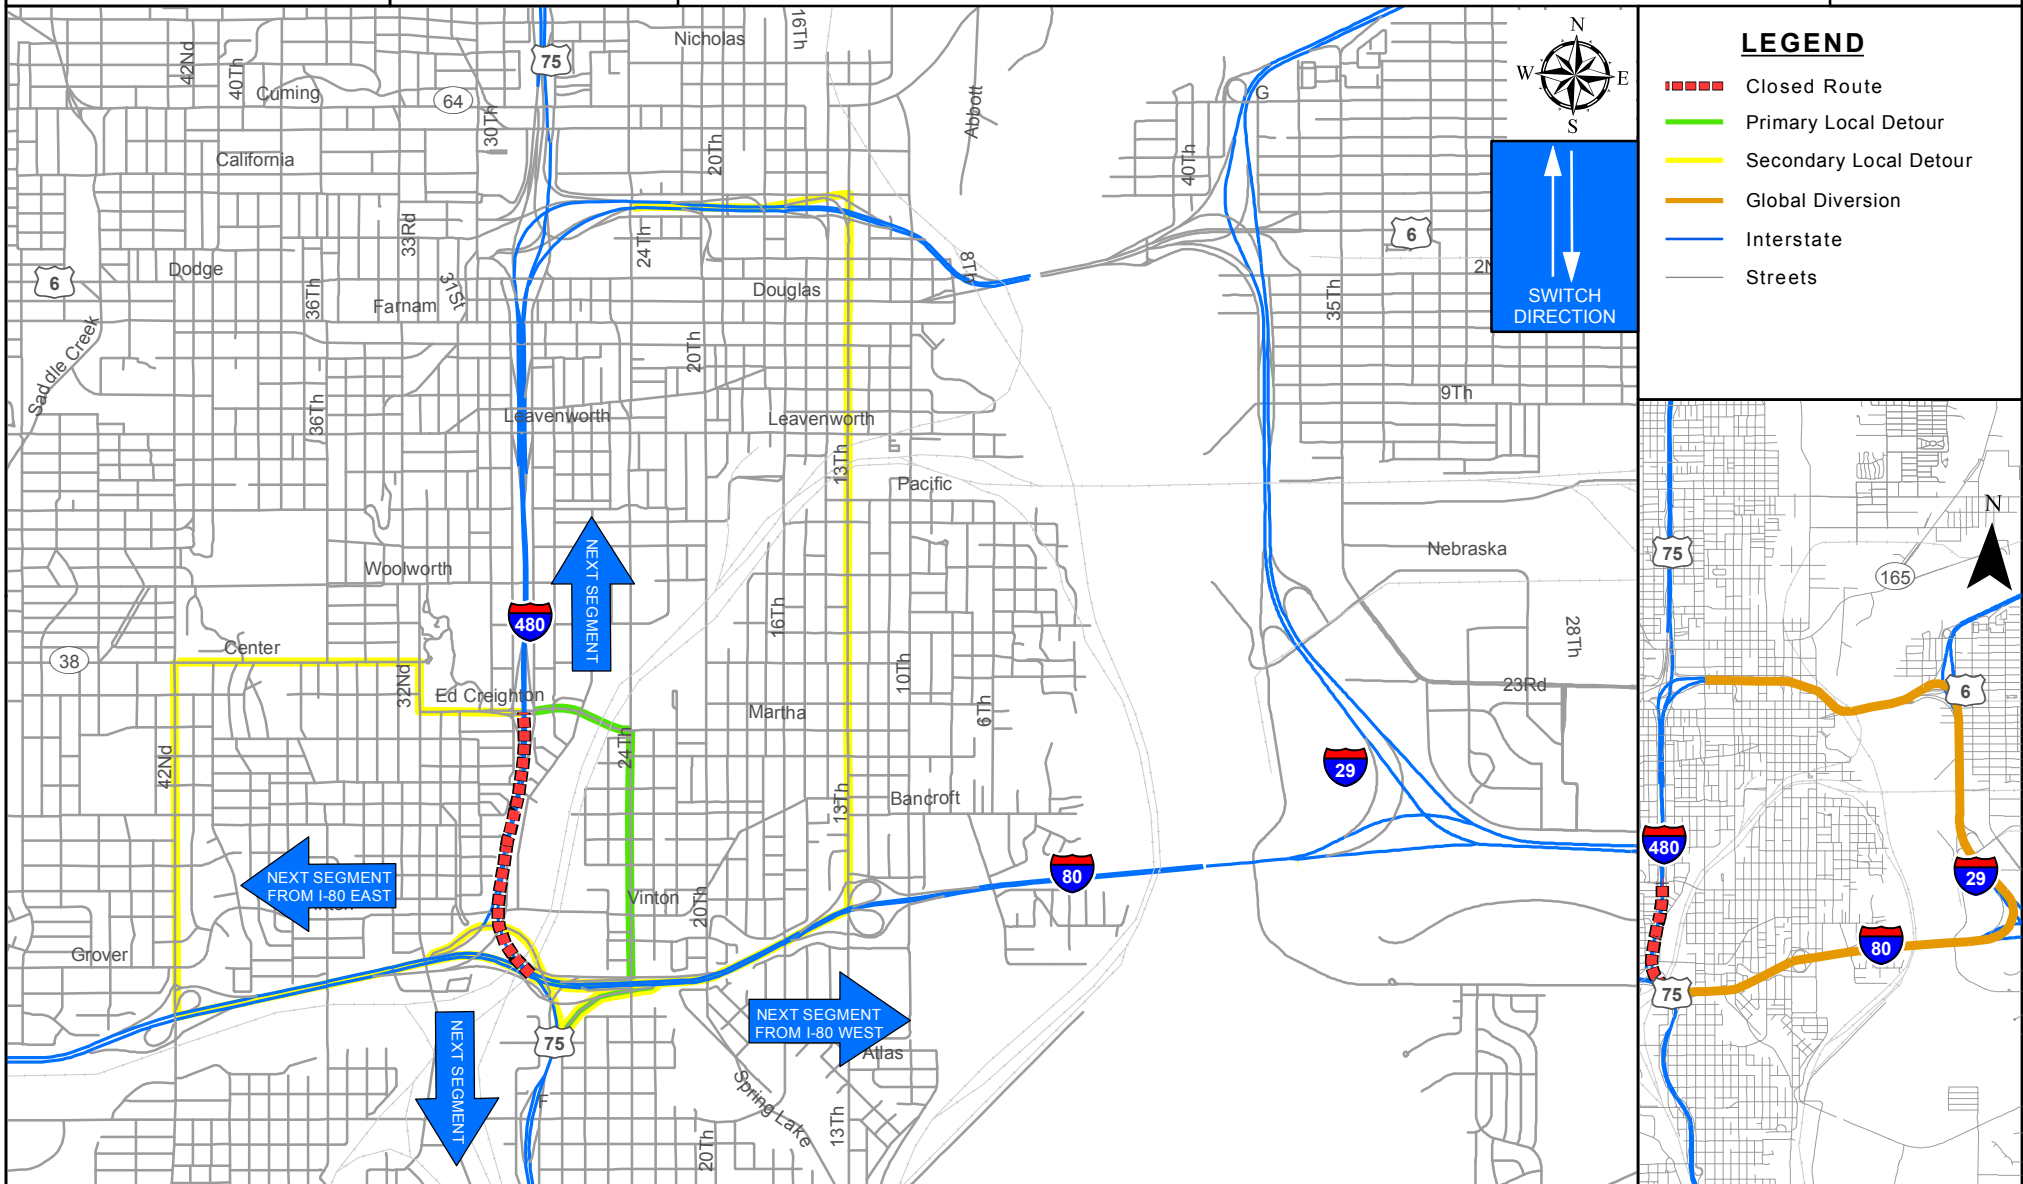 16Th
Nicholas
42Nd
40Th
75
Cuming
64
30Th
Abbott
G
N
W
E
S
California
20Th
40Th
33Rd
24Th
6
8Th
Dodge
6
36Th
31St
Farnam
Douglas
35Th
SWITCH
DIRECTION
Saddle Creek
20Th
36Th
Leavenworth
Leavenworth
9Th
13Th
Pacific
Nebraska
Woolworth
NEXT SEGMENT
480
16Th
28Th
Center
38
32Nd
Ed Creighton
10Th
23Rd
Martha
6Th
24Th
42Nd
29
13Th
Bancroft
80
NEXT SEGMENT
FROM I-80 EAST
Vinton
20Th
Grover
NEXT SEGMENT
FROM I-80 WEST
75
Atlas
NEXT SEGMENT
F
Spring Lake
13Th
20Th
LEGEND
Closed Route
Primary Local Detour
Secondary Local Detour
Global Diversion
Interstate
Streets
N
75
165
6
480
29
80
75